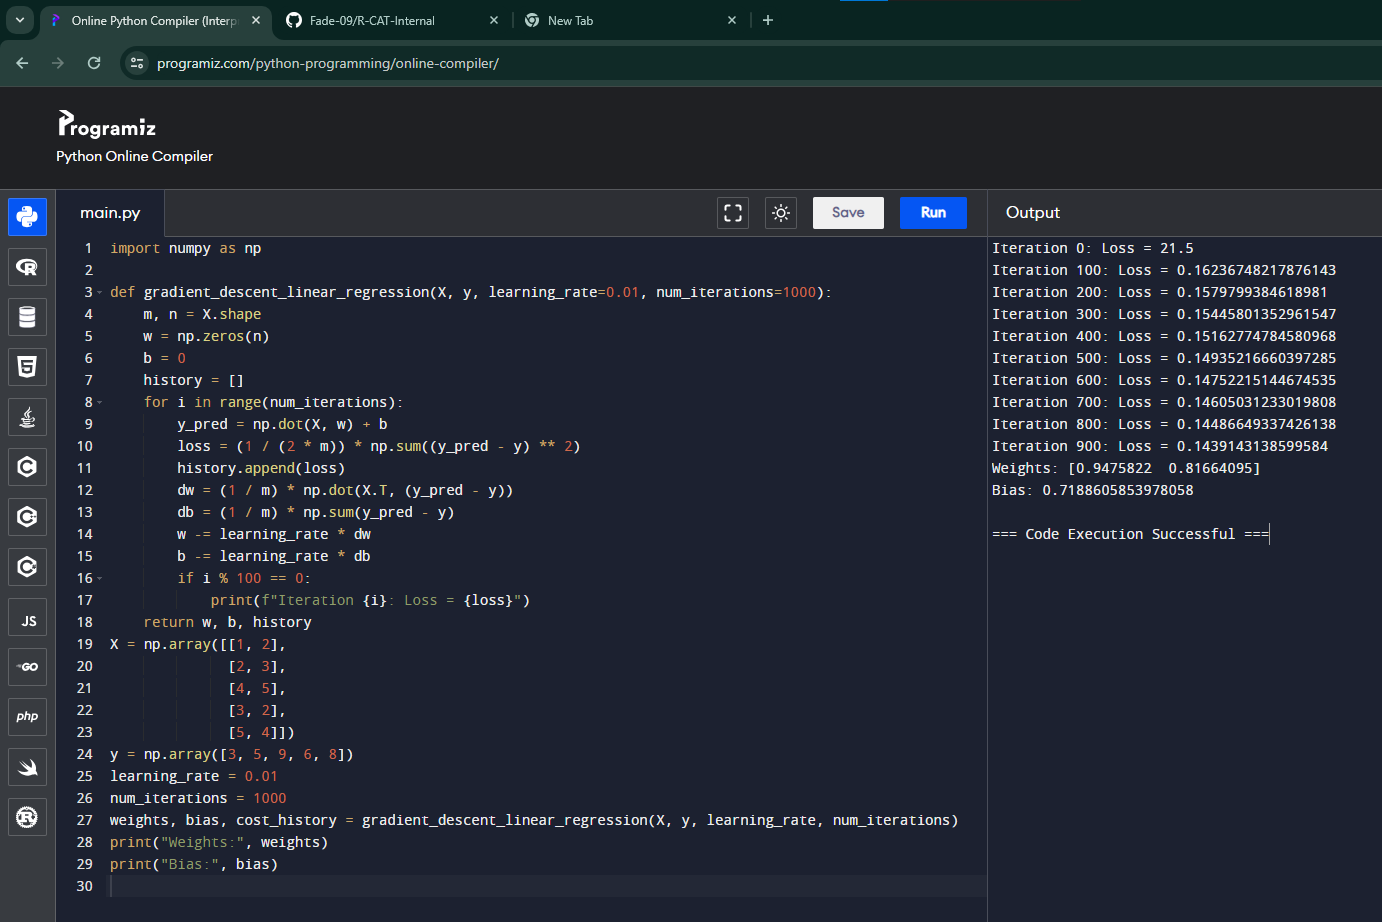 Online Python Compiler (Interp
Fade-09/R-CAT-Internal
New Tab
programiz.com/python-programming/online-compiler/
Programiz
Python Online Compiler
main.py
Save
Run
Output
1 import numpy as np
2
3 def gradient_descent_linear_regression(X, y, learning_rate=0.01, num_iterations=1000):
4     m, n = X.shape
5     w = np.zeros(n)
6     b = 0
7     history = []
8     for i in range(num_iterations):
9         y_pred = np.dot(X, w) + b
10         loss = (1 / (2 * m)) * np.sum((y_pred - y) ** 2)
11         history.append(loss)
12         dw = (1 / m) * np.dot(X.T, (y_pred - y))
13         db = (1 / m) * np.sum(y_pred - y)
14         w -= learning_rate * dw
15         b -= learning_rate * db
16         if i % 100 == 0:
17             print(f"Iteration {i}: Loss = {loss}")
18     return w, b, history
19 X = np.array([[1, 2],
20               [2, 3],
21               [4, 5],
22               [3, 2],
23               [5, 4]])
24 y = np.array([3, 5, 9, 6, 8])
25 learning_rate = 0.01
26 num_iterations = 1000
27 weights, bias, cost_history = gradient_descent_linear_regression(X, y, learning_rate, num_iterations)
28 print("Weights:", weights)
29 print("Bias:", bias)
30
Iteration 0: Loss = 21.5
Iteration 100: Loss = 0.16236748217876143
Iteration 200: Loss = 0.1579799384618981
Iteration 300: Loss = 0.15445801352961547
Iteration 400: Loss = 0.15162774784580968
Iteration 500: Loss = 0.14935216660397285
Iteration 600: Loss = 0.14752215144674535
Iteration 700: Loss = 0.14605031233019808
Iteration 800: Loss = 0.14486649337426138
Iteration 900: Loss = 0.1439143138599584
Weights: [0.9475822  0.81664095]
Bias: 0.7188605853978058
=== Code Execution Successful ===
R
5
C
C
C
JS
GO
php
R